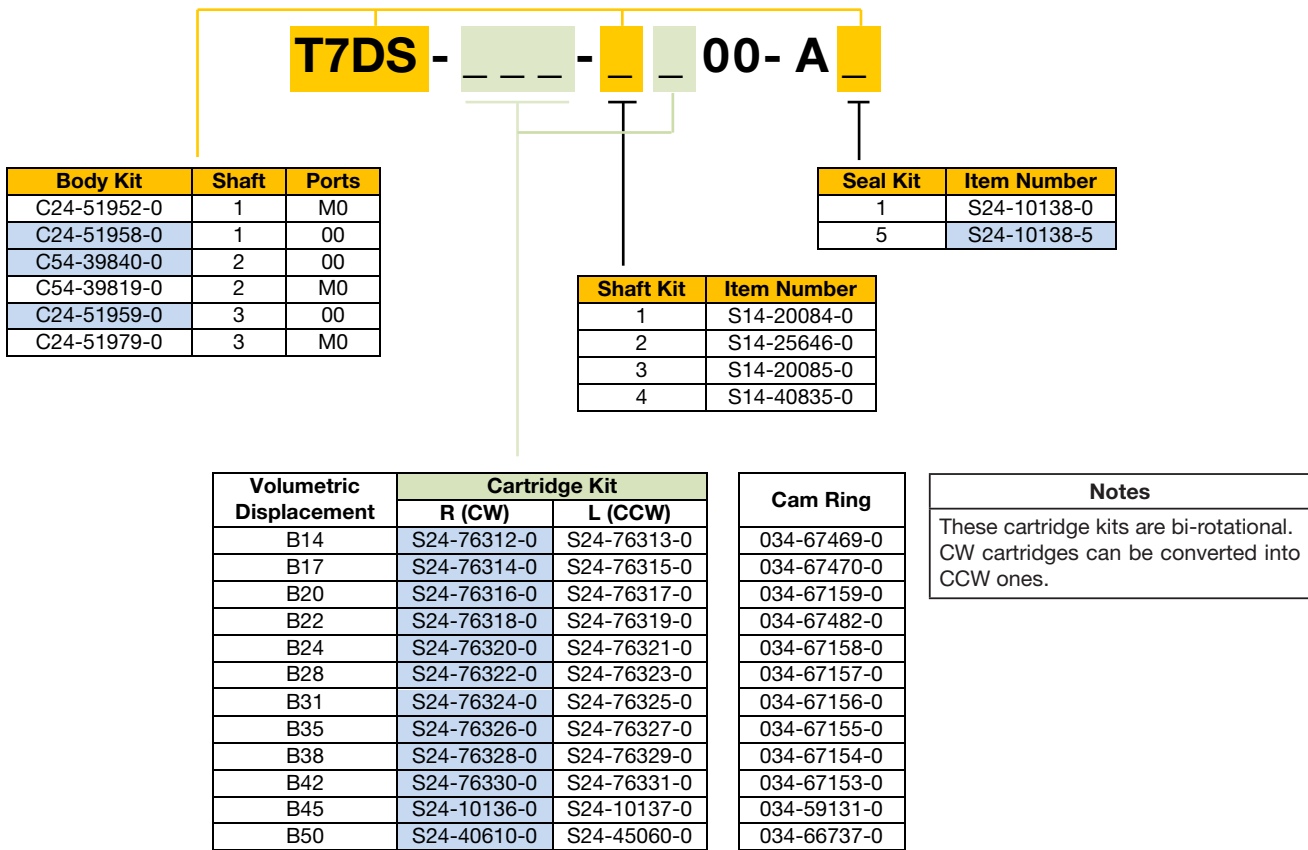 T7DS - _ _ _ - _ _ 00- A _
Body Kit Shaft Ports
C24-51952-0 1 M0
C24-51958-0 1 00
C54-39840-0 2 00
C54-39819-0 2 M0
C24-51959-0 3 00
C24-51979-0 3 M0
Seal Kit Item Number
1 S24-10138-0
5 S24-10138-5
Shaft Kit Item Number
1 S14-20084-0
2 S14-25646-0
3 S14-20085-0
4 S14-40835-0
Volumetric Displacement Cartridge Kit Cam Ring
R (CW) L (CCW)
B14 S24-76312-0 S24-76313-0 034-67469-0
B17 S24-76314-0 S24-76315-0 034-67470-0
B20 S24-76316-0 S24-76317-0 034-67159-0
B22 S24-76318-0 S24-76319-0 034-67482-0
B24 S24-76320-0 S24-76321-0 034-67158-0
B28 S24-76322-0 S24-76323-0 034-67157-0
B31 S24-76324-0 S24-76325-0 034-67156-0
B35 S24-76326-0 S24-76327-0 034-67155-0
B38 S24-76328-0 S24-76329-0 034-67154-0
B42 S24-76330-0 S24-76331-0 034-67153-0
B45 S24-10136-0 S24-10137-0 034-59131-0
B50 S24-40610-0 S24-45060-0 034-66737-0
Notes
These cartridge kits are bi-rotational.
CW cartridges can be converted into
CCW ones.